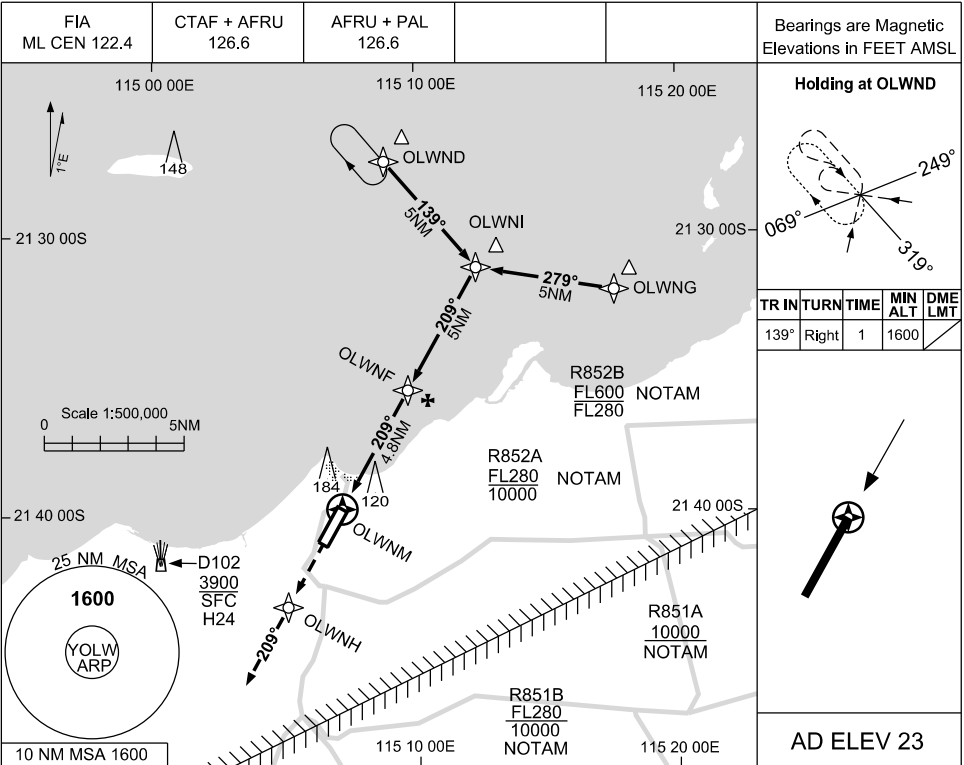 FIA
ML CEN 122.4
CTAF + AFRU
126.6
AFRU + PAL
126.6
Bearings are Magnetic
Elevations in FEET AMSL
115 00 00E
115 10 00E
115 20 00E
1°E
148
OLWND
139°
5NM
OLWNI
21 30 00S
21 30 00S
279°
5NM
OLWNG
209°
5NM
OLWNF
R852B
FL600
FL280
NOTAM
Scale 1:500,000
0
5NM
209°
4.8NM
R852A
FL280
10000
NOTAM
184
120
21 40 00S
21 40 00S
OLWNM
25 NM MSA
1600
YOLW
ARP
D102
3900
SFC
H24
OLWNH
209°
R851A
10000
NOTAM
R851B
FL280
10000
NOTAM
10 NM MSA 1600
115 10 00E
115 20 00E
Holding at OLWND
249°
069°
319°
TR IN TURN TIME MIN ALT DME LMT
139° Right 1 1600
AD ELEV 23